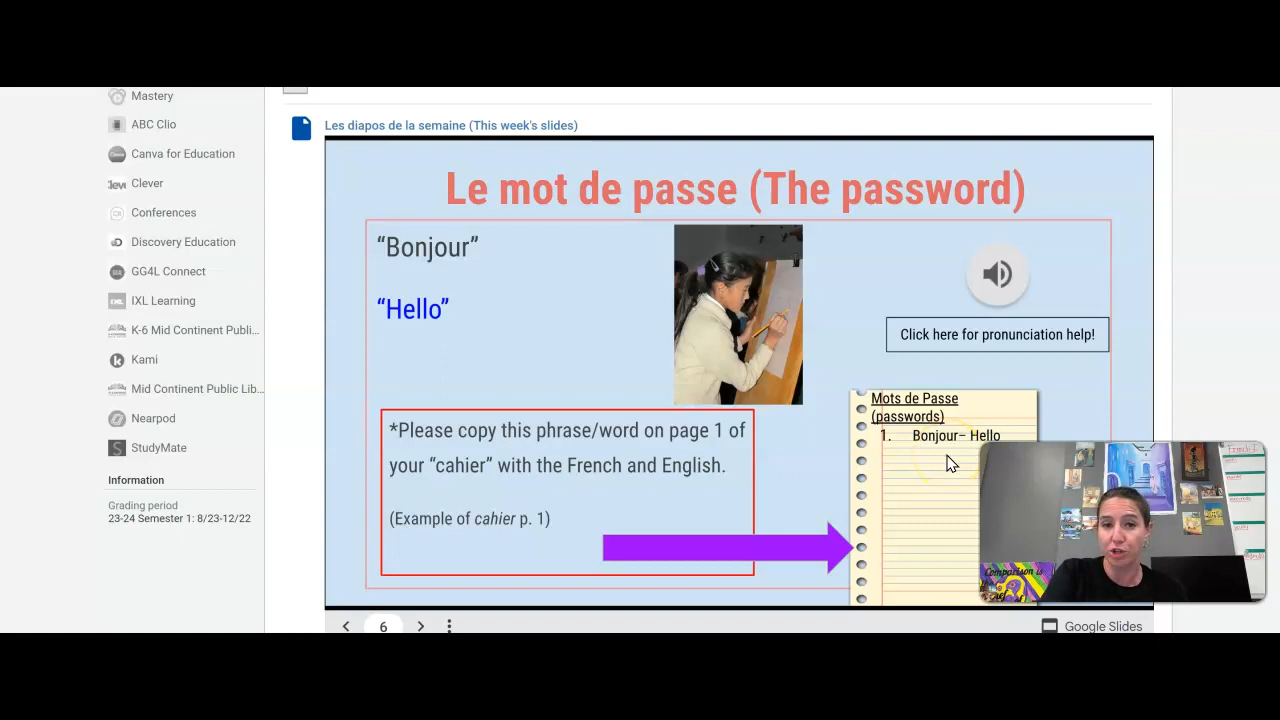 Mastery
ABC Clio
Canva for Education
Clever
Conferences
Discovery Education
GG4L Connect
IXL Learning
K-6 Mid Continent Publi...
Kami
Mid Continent Public Lib...
Nearpod
StudyMate
Information
Grading period
23-24 Semester 1: 8/23-12/22
Les diapos de la semaine (This week's slides)
Le mot de passe (The password)
“Bonjour”
“Hello”
Click here for pronunciation help!
*Please copy this phrase/word on page 1 of
your “cahier” with the French and English.
(Example of cahier p. 1)
Mots de Passe
(passwords)
1. Bonjour– Hello
Comparison is
6
Google Slides